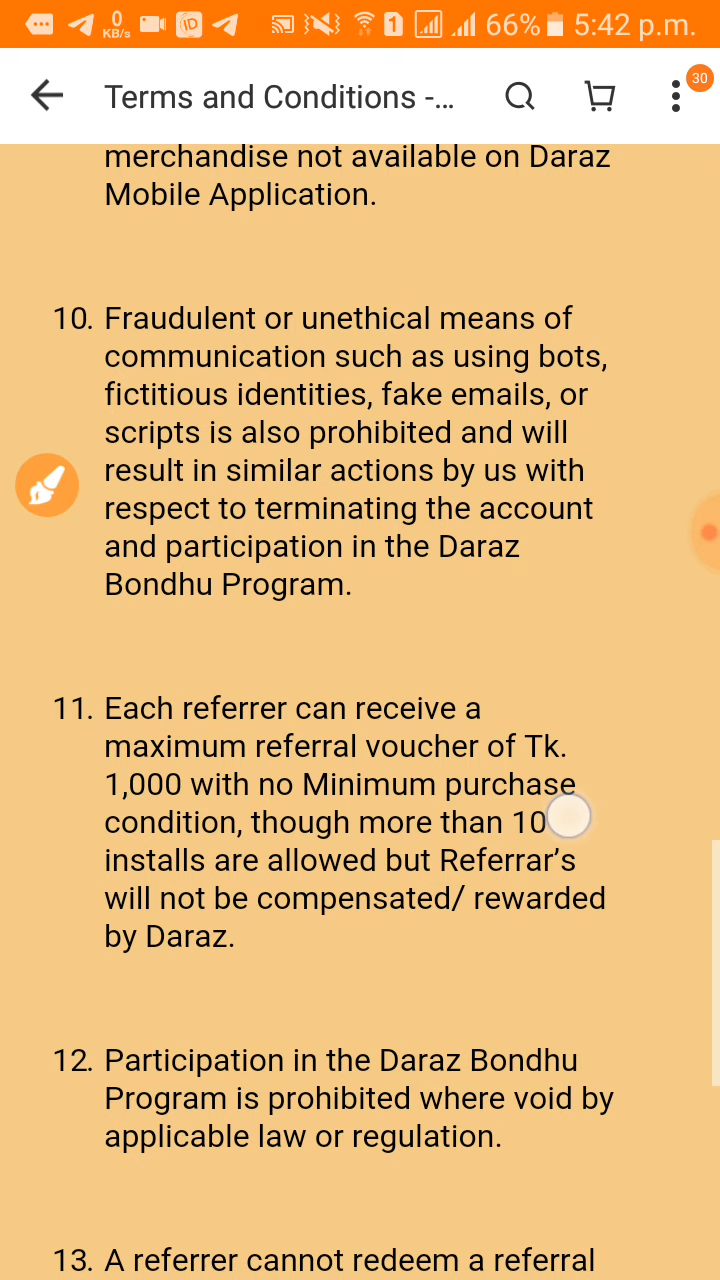 0 KB/s iD 1 66% 5:42 p.m.
Terms and Conditions -...
30
merchandise not available on Daraz
Mobile Application.
10. Fraudulent or unethical means of
communication such as using bots,
fictitious identities, fake emails, or
scripts is also prohibited and will
result in similar actions by us with
respect to terminating the account
and participation in the Daraz
Bondhu Program.
11. Each referrer can receive a
maximum referral voucher of Tk.
1,000 with no Minimum purchase
condition, though more than 10
installs are allowed but Referrar’s
will not be compensated/ rewarded
by Daraz.
12. Participation in the Daraz Bondhu
Program is prohibited where void by
applicable law or regulation.
13. A referrer cannot redeem a referral